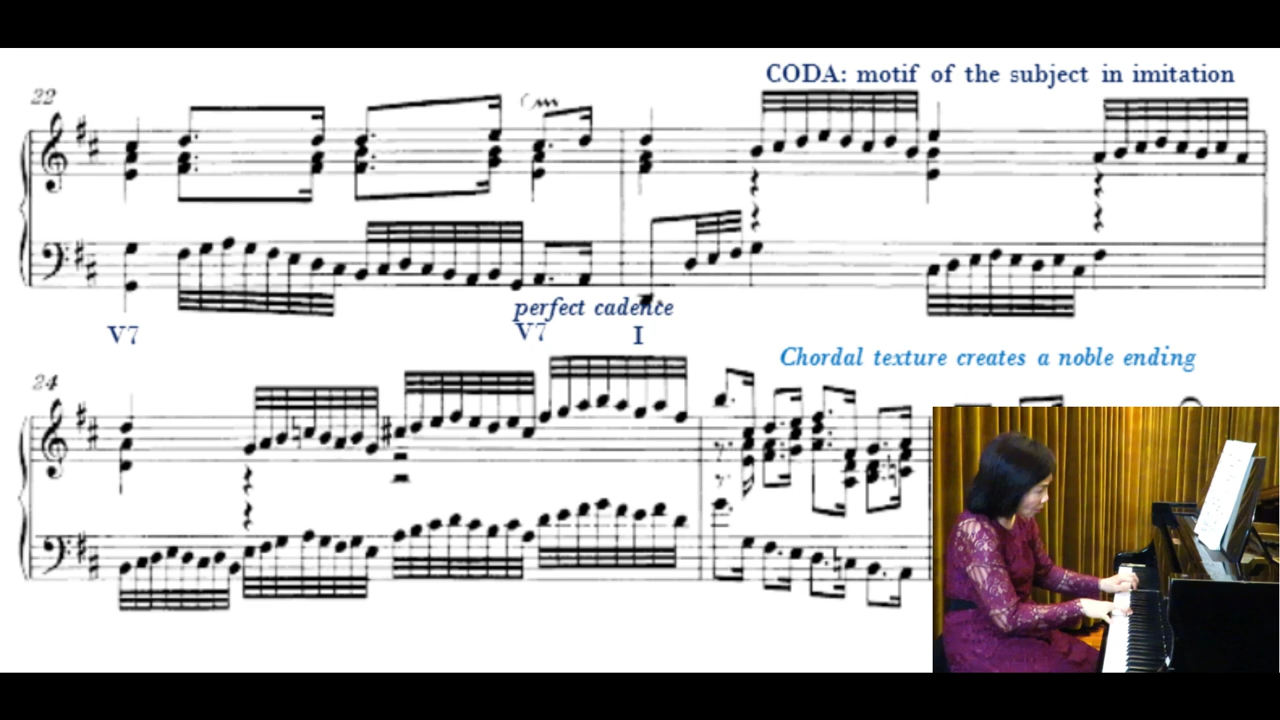 CODA: motif of the subject in imitation
22
perfect cadence
V7 V7 I
Chordal texture creates a noble ending
24